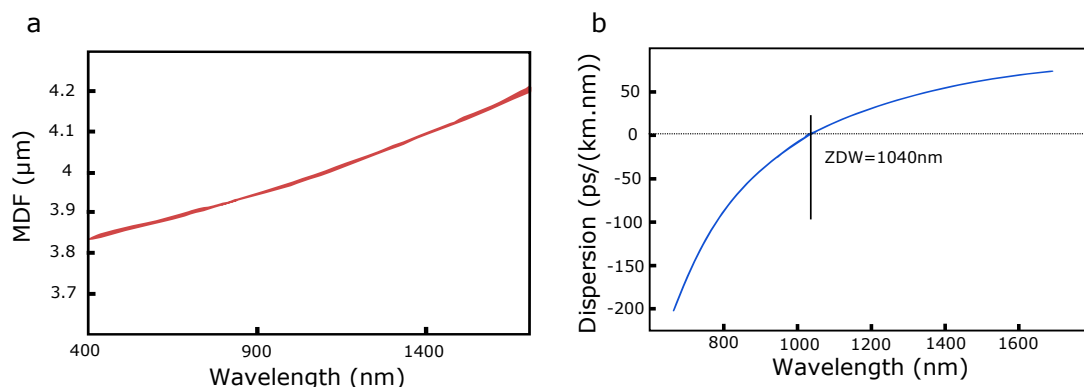 a
MDF (μm)
4.2
4.1
4
3.9
3.8
3.7
400
900
1400
Wavelength (nm)
b
Dispersion (ps/(km.nm))
50
0
-50
-100
-150
-200
ZDW=1040nm
800
1000
1200
1400
1600
Wavelength (nm)